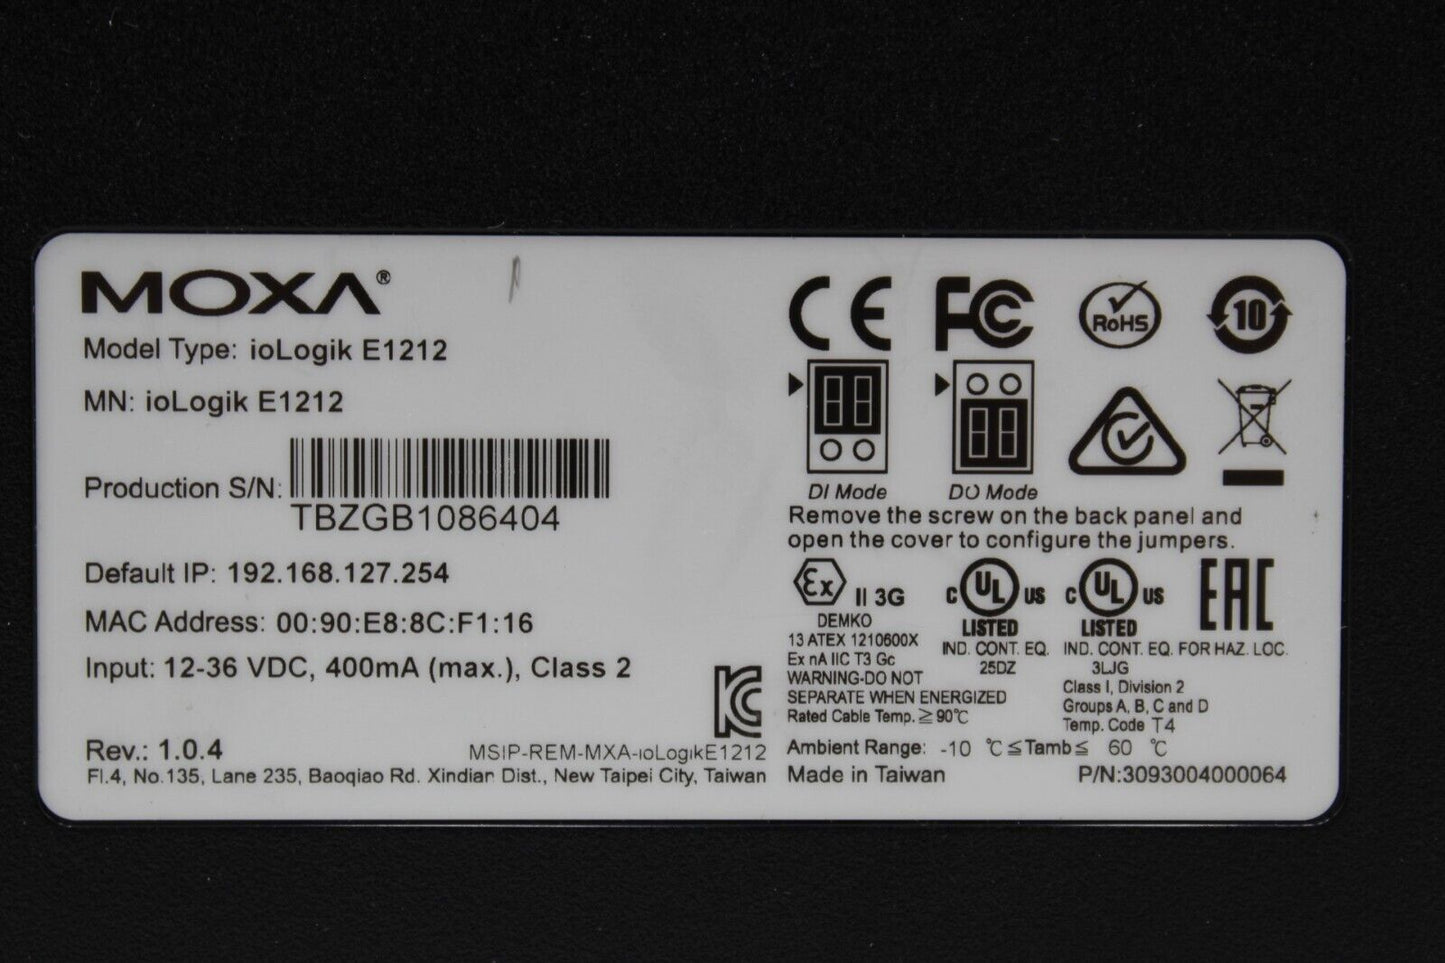 MOXA®
Model Type: ioLogik E1212
MN: ioLogik E1212
Production S/N:
TBZGB1086404
Default IP: 192.168.127.254
MAC Address: 00:90:E8:8C:F1:16
Input: 12-36 VDC, 400mA (max.), Class 2
Rev.: 1.0.4
MSIP-REM-MXA-ioLogikE1212
Fl.4, No.135, Lane 235, Baoqiao Rd. Xindian Dist., New Taipei City, Taiwan
CE FC RoHS 10
DI Mode DO Mode
Remove the screw on the back panel and
open the cover to configure the jumpers.
Ex II 3G
DEMKO
13 ATEX 1210600X
Ex nA IIC T3 Gc
WARNING-DO NOT
SEPARATE WHEN ENERGIZED
Rated Cable Temp. ≧ 90℃
C UL US
LISTED
IND. CONT. EQ.
25DZ
C UL US
LISTED
IND. CONT. EQ. FOR HAZ. LOC.
3LJG
Class I, Division 2
Groups A, B, C and D
Temp. Code T4
EAC
KC
Ambient Range: -10 ℃≦Tamb≦ 60 ℃
Made in Taiwan
P/N:3093004000064